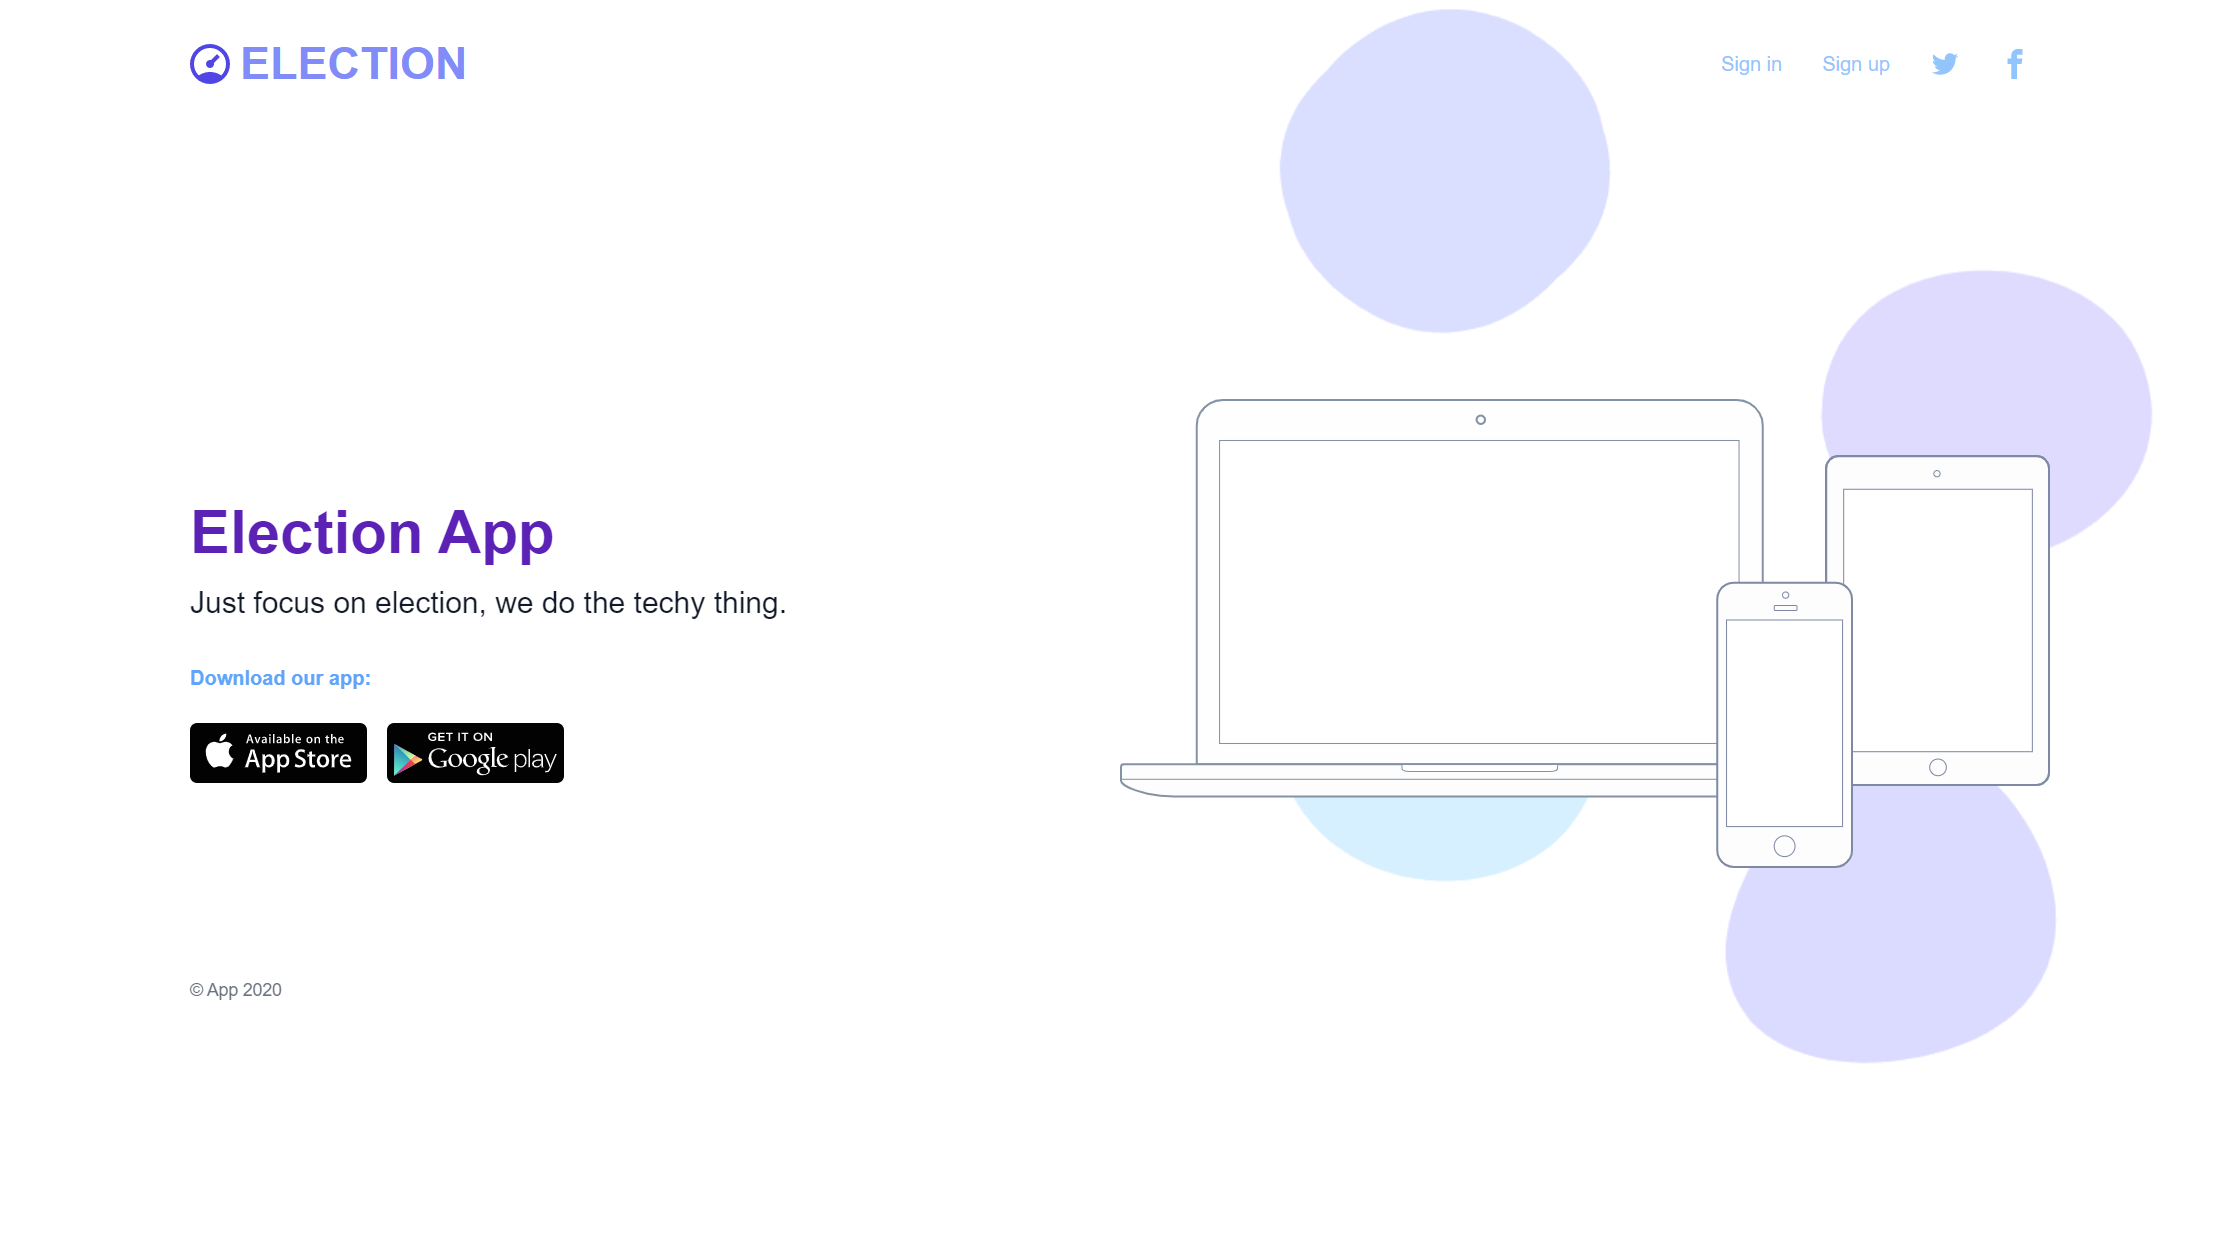 ELECTION
Sign in
Sign up
Election App
Just focus on election, we do the techy thing.
Download our app:
Available on the
App Store
GET IT ON
Google play
© App 2020